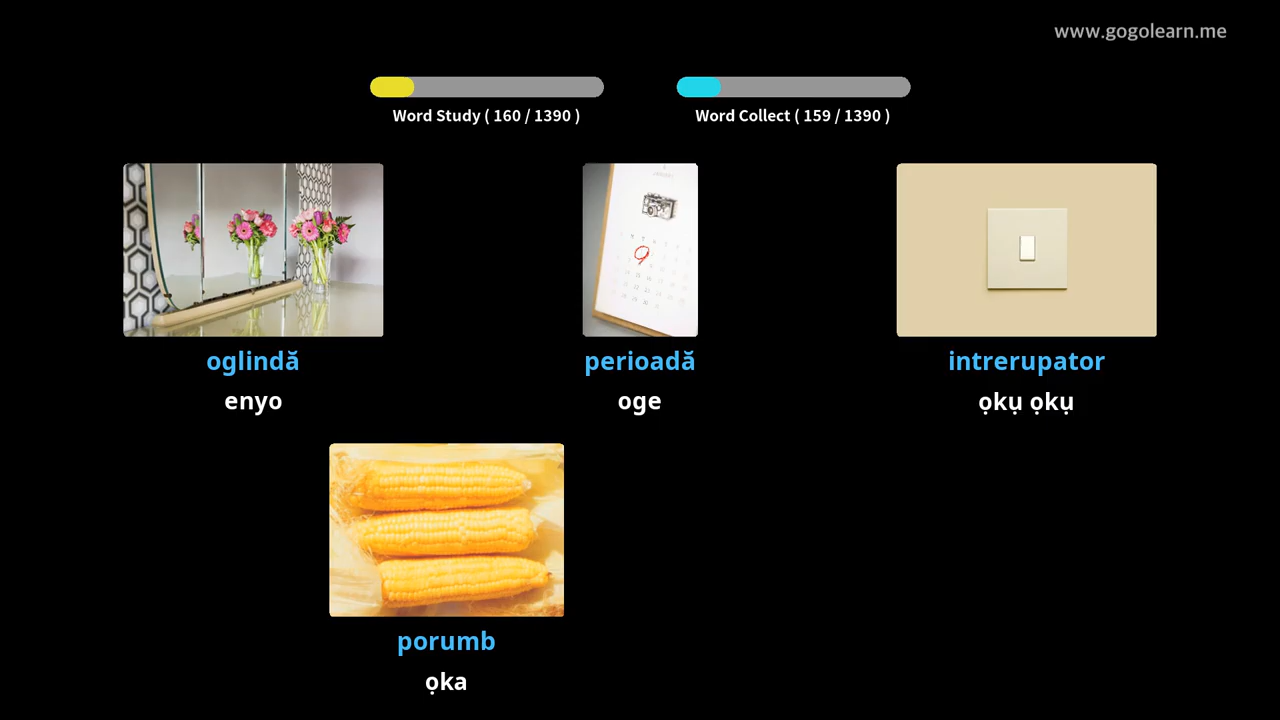 www.gogolearn.me
Word Study ( 160 / 1390 )
Word Collect ( 159 / 1390 )
oglindă
enyo
perioadă
oge
intrerupator
ọkụ ọkụ
porumb
ọka